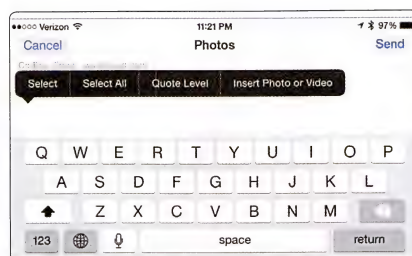 Verizon 11:21 PM 97%
Cancel Photos Send
Select Select All Quote Level Insert Photo or Video
Q W E R T Y U I O P
A S D F G H J K L
Z X C V B N M
123 space return